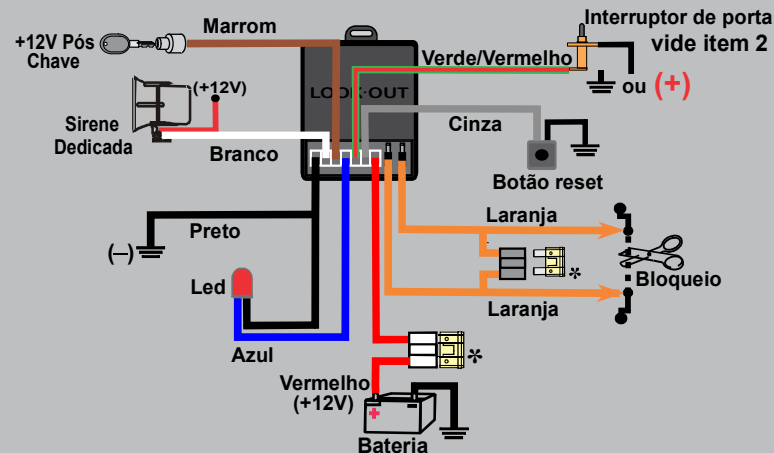 Marrom
+12V Pós
Chave
Interruptor de porta
vide item 2
Verde/Vermelho
ou (+)
(+12V)
LOOK-OUT
Sirene
Dedicada
Cinza
Branco
Botão reset
Laranja
Preto
(–)
*
Bloqueio
Led
Laranja
Azul
*
Vermelho
(+12V)
+
–
Bateria